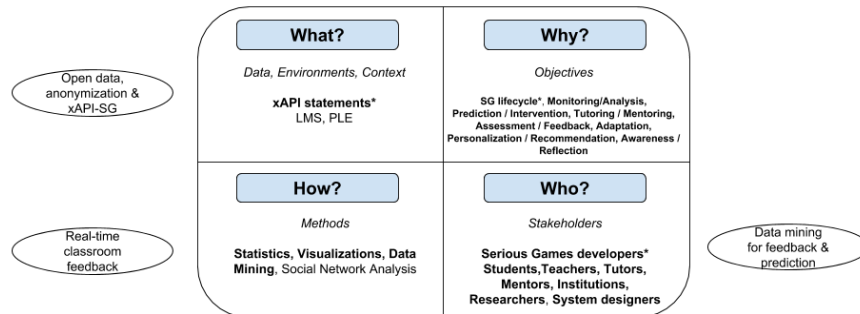 What?
Data, Environments, Context
xAPI statements*
LMS, PLE
Why?
Objectives
SG lifecycle*, Monitoring/Analysis,
Prediction / Intervention, Tutoring / Mentoring,
Assessment / Feedback, Adaptation,
Personalization / Recommendation, Awareness /
Reflection
Open data,
anonymization &
xAPI-SG
How?
Methods
Statistics, Visualizations, Data
Mining, Social Network Analysis
Who?
Stakeholders
Serious Games developers*
Students,Teachers, Tutors,
Mentors, Institutions,
Researchers, System designers
Real-time
classroom
feedback
Data mining
for feedback &
prediction